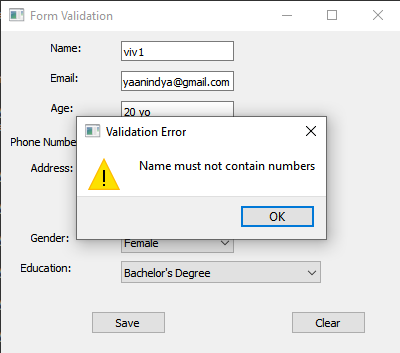 Form Validation
Name: viv1
Email: yaanindya@gmail.com
Age: 20 yo
Validation Error
Phone Numbe
Address:
Name must not contain numbers
OK
Gender: Female
Education: Bachelor's Degree
Save Clear